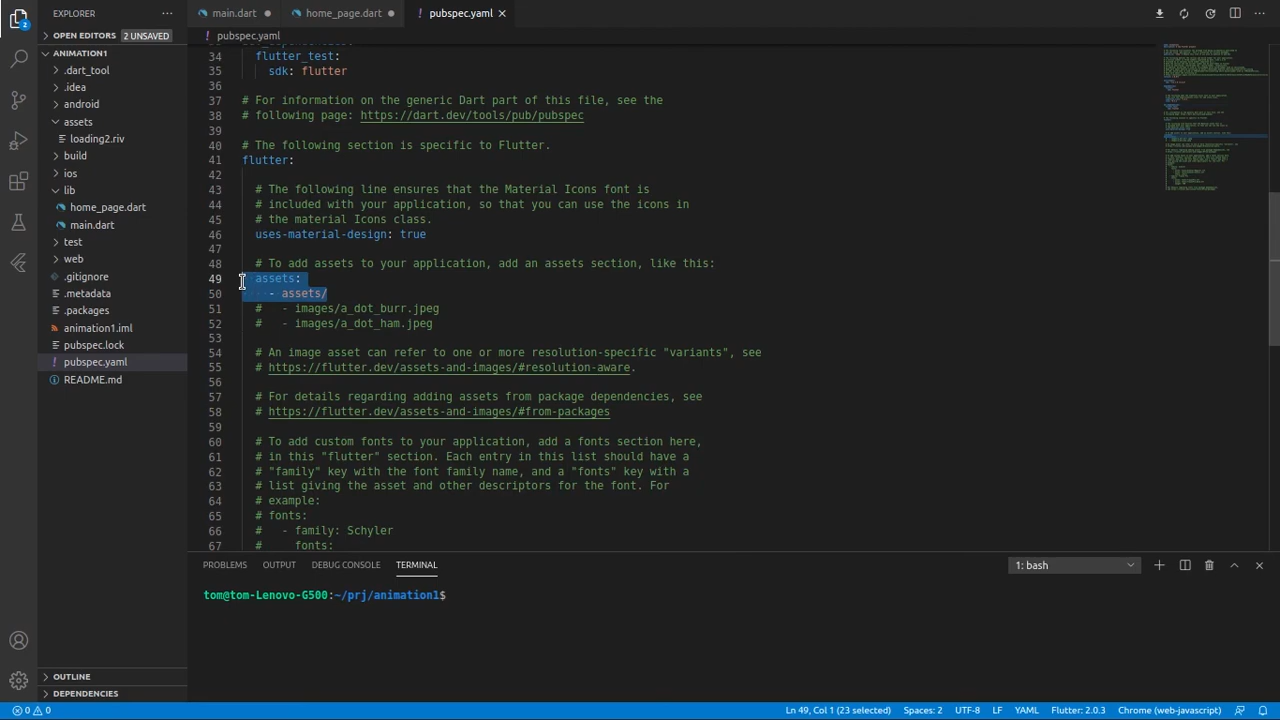 2
EXPLORER
···
OPEN EDITORS 2 UNSAVED
ANIMATION1
.dart_tool
.idea
android
assets
loading2.riv
build
ios
lib
home_page.dart
main.dart
test
web
.gitignore
.metadata
.packages
animation1.iml
pubspec.lock
! pubspec.yaml
README.md
OUTLINE
DEPENDENCIES
main.dart
home_page.dart
! pubspec.yaml
! pubspec.yaml
34 flutter_test:
35 sdk: flutter
36
37 # For information on the generic Dart part of this file, see the
38 # following page: https://dart.dev/tools/pub/pubspec
39
40 # The following section is specific to Flutter.
41 flutter:
42
43 # The following line ensures that the Material Icons font is
44 # included with your application, so that you can use the icons in
45 # the material Icons class.
46 uses-material-design: true
47
48 # To add assets to your application, add an assets section, like this:
49 assets:
50 - assets/
51 #   - images/a_dot_burr.jpeg
52 #   - images/a_dot_ham.jpeg
53
54 # An image asset can refer to one or more resolution-specific "variants", see
55 # https://flutter.dev/assets-and-images/#resolution-aware.
56
57 # For details regarding adding assets from package dependencies, see
58 # https://flutter.dev/assets-and-images/#from-packages
59
60 # To add custom fonts to your application, add a fonts section here,
61 # in this "flutter" section. Each entry in this list should have a
62 # "family" key with the font family name, and a "fonts" key with a
63 # list giving the asset and other descriptors for the font. For
64 # example:
65 # fonts:
66 #   - family: Schyler
67 #     fonts:
PROBLEMS OUTPUT DEBUG CONSOLE TERMINAL
1: bash
tom@tom-Lenovo-G500:~/prj/animation1$
0 0
Ln 49, Col 1 (23 selected) Spaces: 2 UTF-8 LF YAML Flutter: 2.0.3 Chrome (web-javascript)